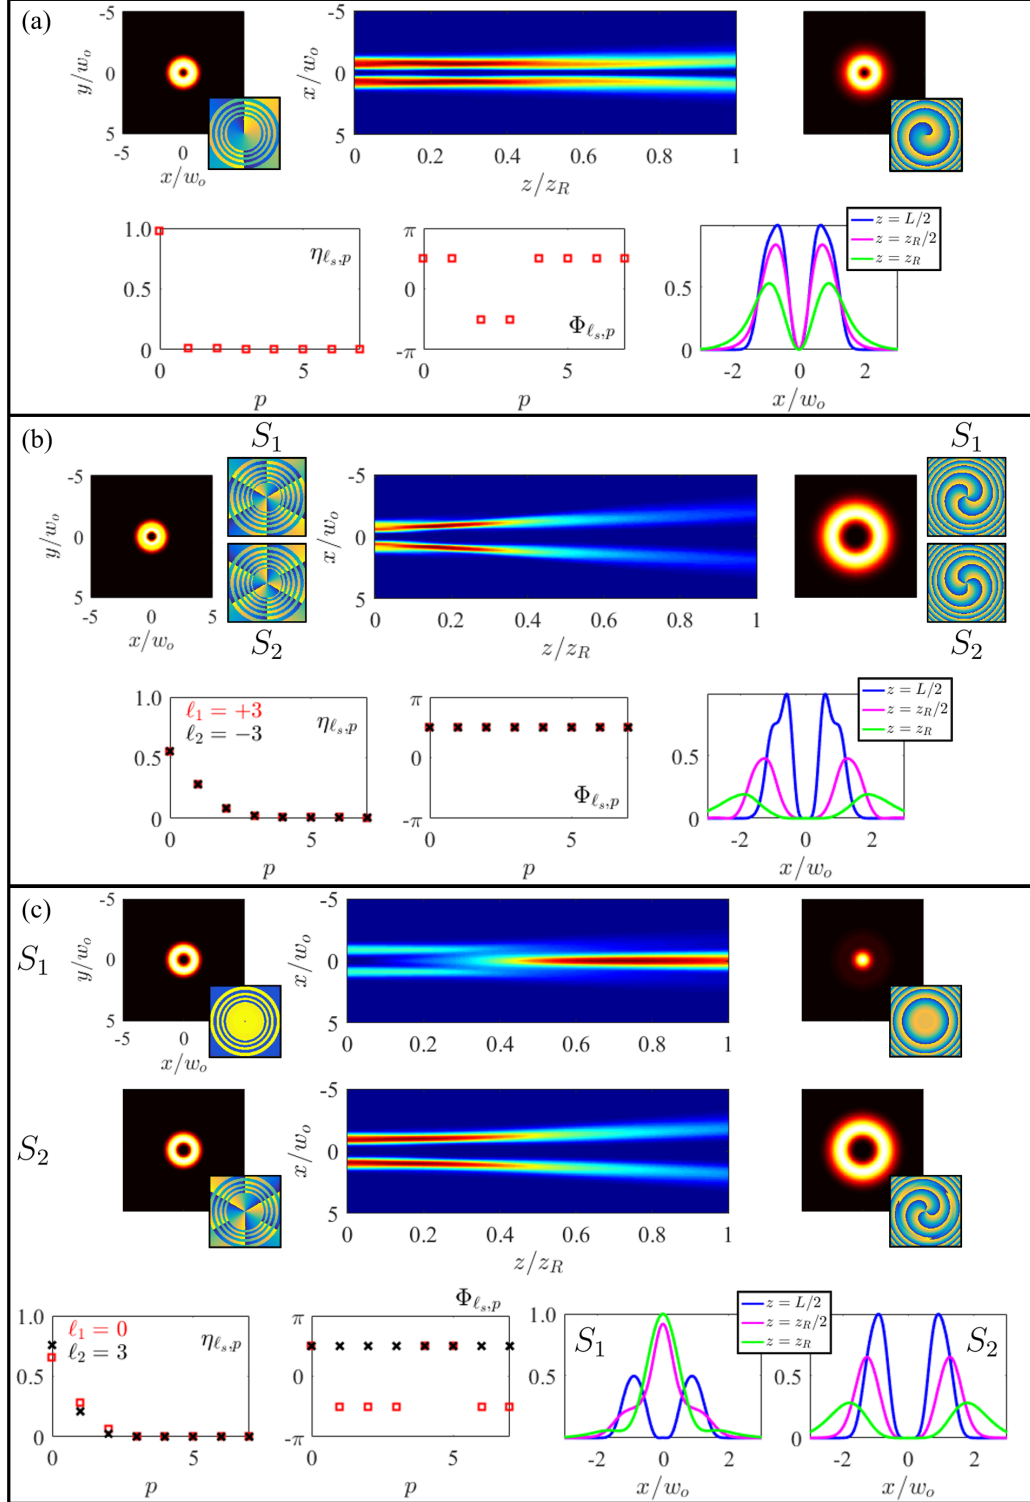 (a)
-5
0
5
y/w_o
-5 0 5
x/w_o
-5
0
5
x/w_o
0 0.2 0.4 0.6 0.8 1
z/z_R
1.0
0.5
0
η_{ℓ_s,p}
5
p
π
0
-π
Φ_{ℓ_s,p}
5
p
z = L/2
z = z_R/2
z = z_R
0.5
0
-2 0 2
x/w_o
(b)
S_1
S_1
-5
0
5
y/w_o
-5 0 5
x/w_o
S_2
-5
0
5
x/w_o
0 0.2 0.4 0.6 0.8 1
z/z_R
S_2
1.0
0.5
0
ℓ_1 = +3
ℓ_2 = −3
η_{ℓ_s,p}
0 5
p
π
0
-π
Φ_{ℓ_s,p}
0 5
p
z = L/2
z = z_R/2
z = z_R
0.5
0
-2 0 2
x/w_o
(c)
S_1
-5
0
5
y/w_o
-5 0 5
x/w_o
-5
0
5
x/w_o
0 0.2 0.4 0.6 0.8 1
S_2
-5
0
5
x/w_o
0 0.2 0.4 0.6 0.8 1
z/z_R
1.0
0.5
0
ℓ_1 = 0
ℓ_2 = 3
η_{ℓ_s,p}
0 5
p
Φ_{ℓ_s,p}
π
0
-π
0 5
p
1
0.5
S_1
-2 0 2
x/w_o
z = L/2
z = z_R/2
z = z_R
1
0.5
S_2
-2 0 2
x/w_o